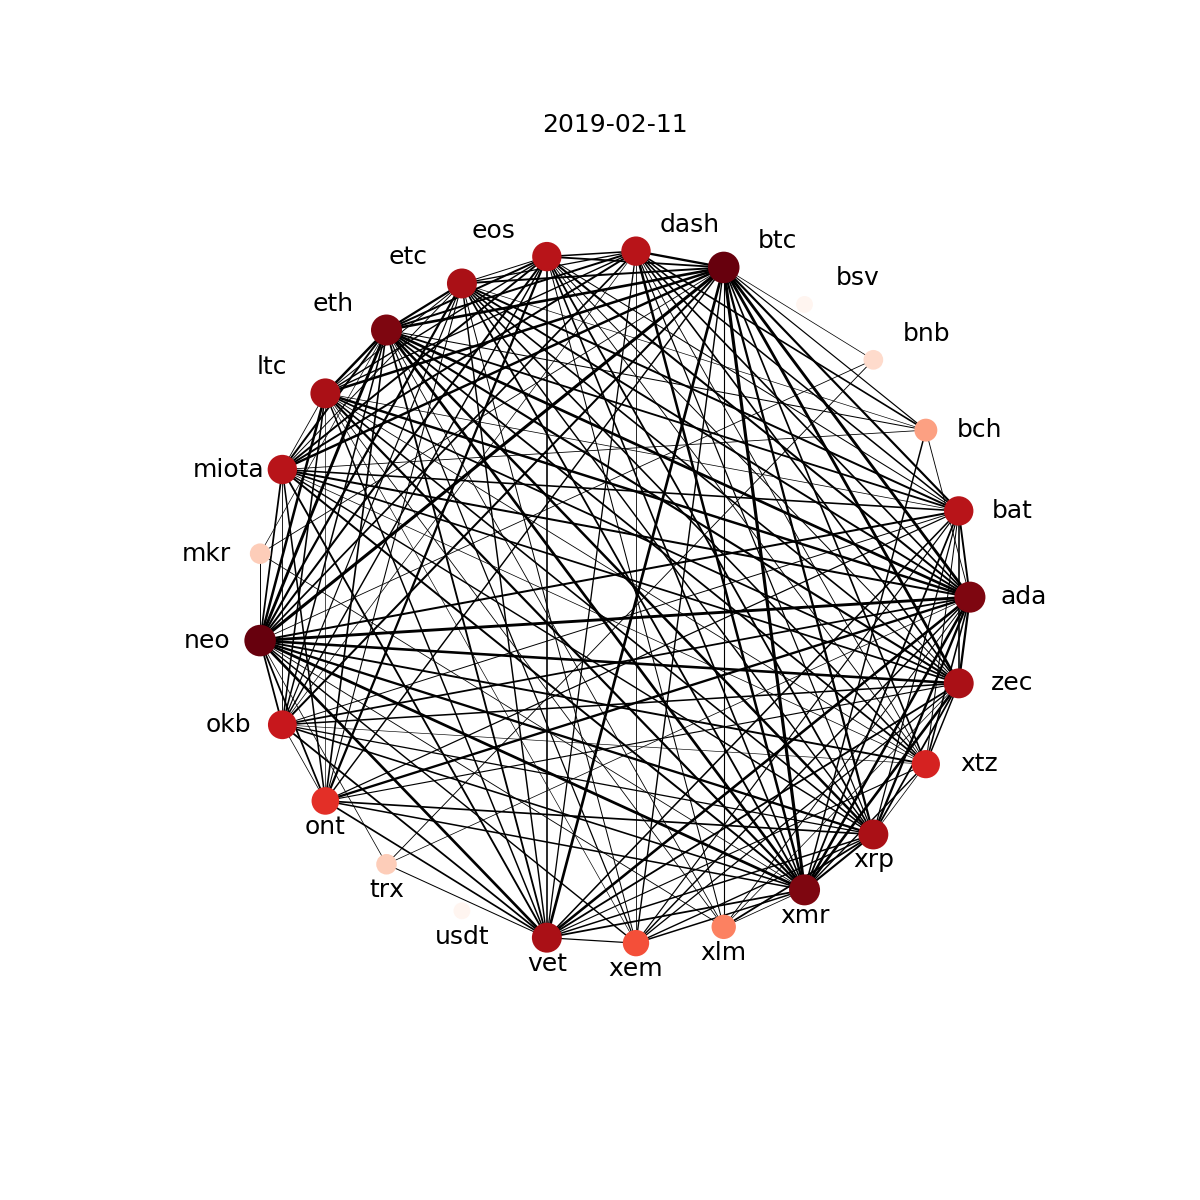 2019-02-11
dash
eos
btc
etc
bsv
eth
bnb
ltc
bch
miota
bat
mkr
ada
neo
zec
okb
xtz
ont
xrp
trx
xmr
usdt
xlm
vet
xem